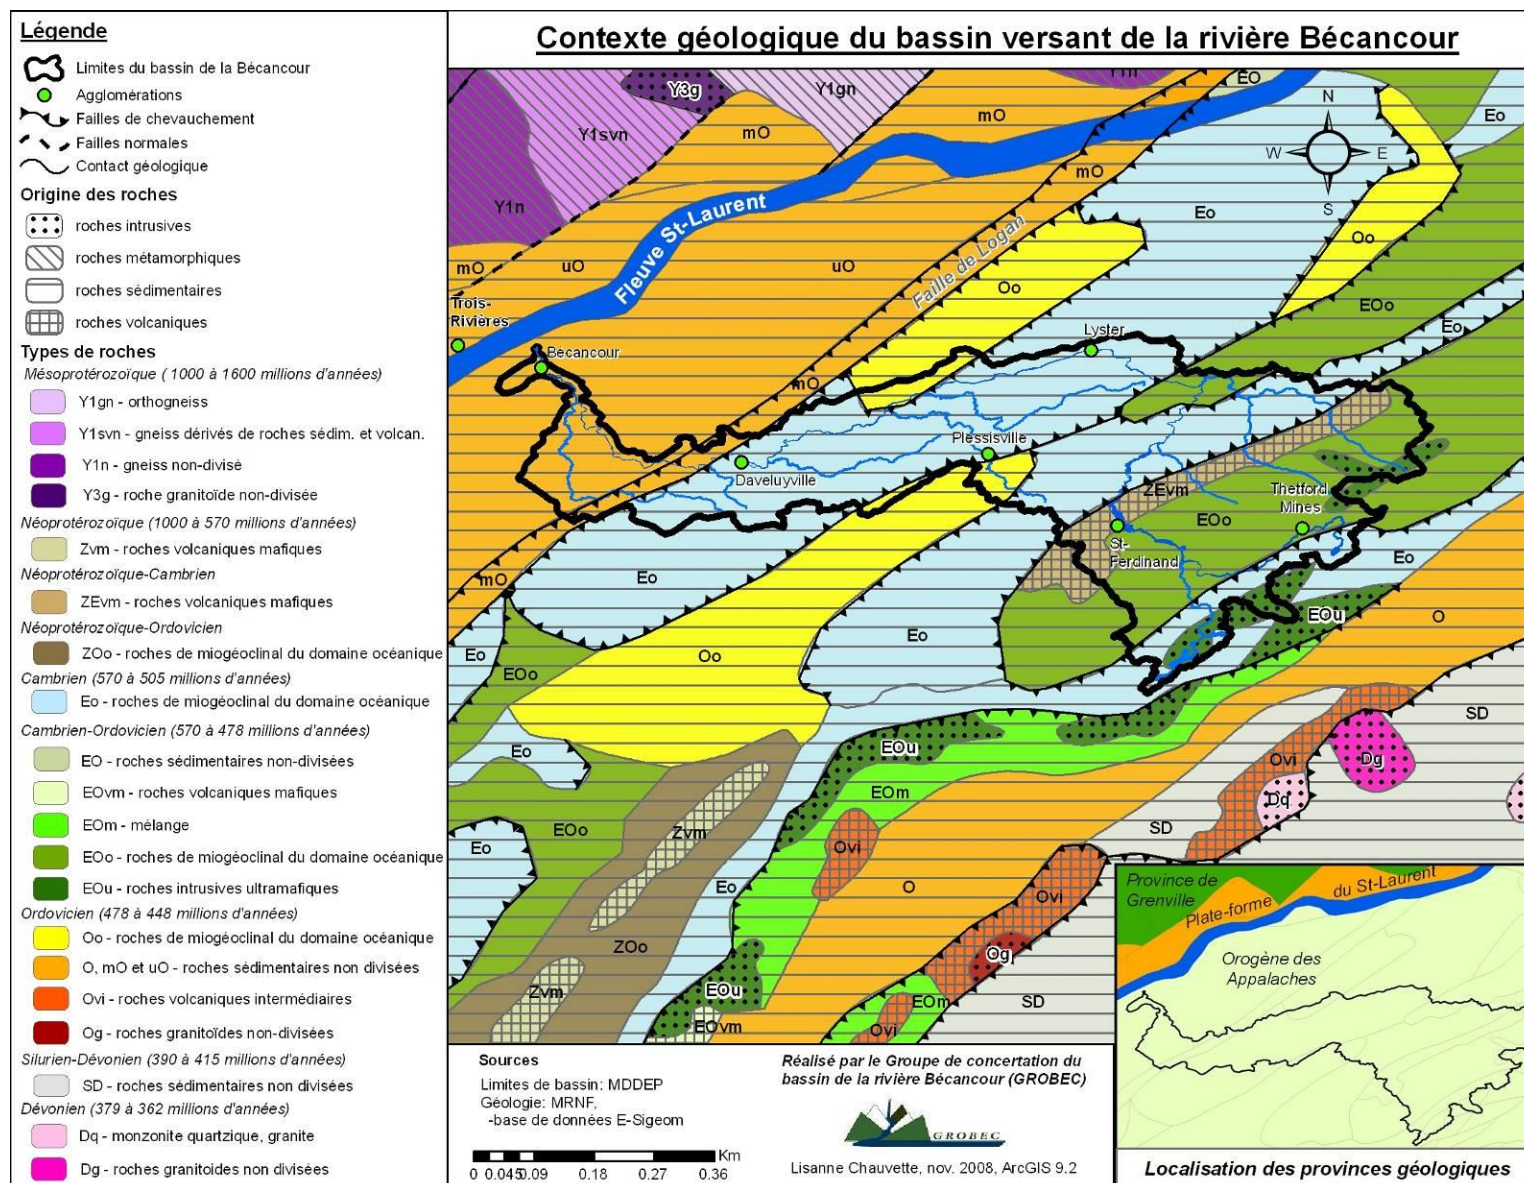 Légende
Limites du bassin de la Bécancour
Agglomérations
Failles de chevauchement
Failles normales
Contact géologique
Origine des roches
roches intrusives
roches métamorphiques
roches sédimentaires
roches volcaniques
Types de roches
Mésoprotérozoïque ( 1000 à 1600 millions d'années)
Y1gn - orthogneiss
Y1svn - gneiss dérivés de roches sédim. et volcan.
Y1n - gneiss non-divisé
Y3g - roche granitoïde non-divisée
Néoprotérozoïque (1000 à 570 millions d'années)
Zvm - roches volcaniques mafiques
Néoprotérozoïque-Cambrien
ZEvm - roches volcaniques mafiques
Néoprotérozoïque-Ordovicien
ZOo - roches de miogéoclinal du domaine océanique
Cambrien (570 à 505 millions d'années)
Eo - roches de miogéoclinal du domaine océanique
Cambrien-Ordovicien (570 à 478 millions d'années)
EO - roches sédimentaires non-divisées
EOvm - roches volcaniques mafiques
EOm - mélange
EOo - roches de miogéoclinal du domaine océanique
EOu - roches intrusives ultramafiques
Ordovicien (478 à 448 millions d'années)
Oo - roches de miogéoclinal du domaine océanique
O, mO et uO - roches sédimentaires non divisées
Ovi - roches volcaniques intermédiaires
Og - roches granitoïdes non-divisées
Silurien-Dévonien (390 à 415 millions d'années)
SD - roches sédimentaires non divisées
Dévonien (379 à 362 millions d'années)
Dq - monzonite quartzique, granite
Dg - roches granitoides non divisées
Contexte géologique du bassin versant de la rivière Bécancour
Y3g
Y1gn
Y1n
EO
Y1svn
mO
mO
Eo
N
W
E
S
mO
Y1n
Fleuve St-Laurent
Eo
Oo
Faille de Logan
mO
uO
uO
Oo
EOo
Trois-
Rivières
Lyster
Eo
Bécancour
mO
Plessisville
Daveluyville
ZEvm
Thetford
Mines
EOo
St-
Ferdinand
mO
Eo
Eo
Eo
EOu
O
Eo
EOo
Oo
Eo
SD
EOu
Ovi
Dg
EOm
Dq
EOo
Zvm
SD
Ovi
Eo
Eo
O
Ovi
ZOo
Og
EOu
Zvm
EOvm
EOm
Ovi
SD
Province de
Grenville
Plate-forme
du St-Laurent
Orogène des
Appalaches
Localisation des provinces géologiques
Sources
Limites de bassin: MDDEP
Géologie: MRNF,
-base de données E-Sigeom
Km
0 0.045 0.09 0.18 0.27 0.36
Réalisé par le Groupe de concertation du
bassin de la rivière Bécancour (GROBEC)
GROBEC
Lisanne Chauvette, nov. 2008, ArcGIS 9.2